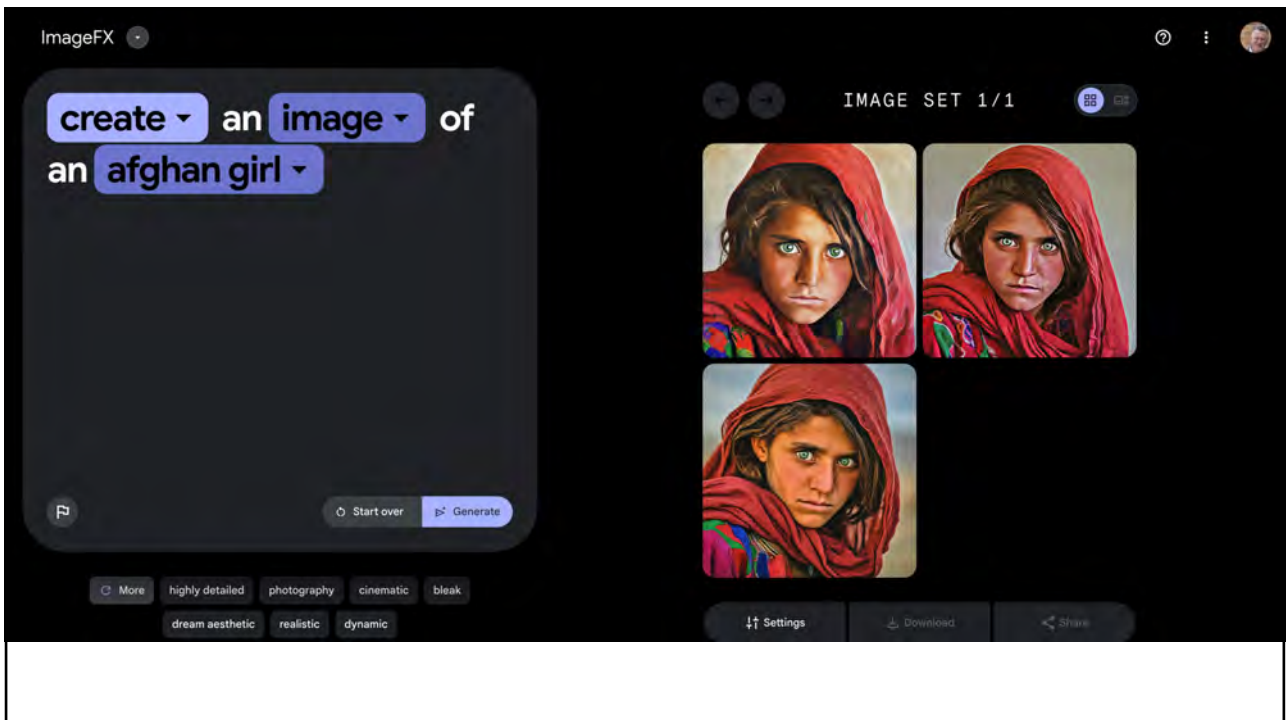 ImageFX
create an image of
an afghan girl
Start over
Generate
More
highly detailed
photography
cinematic
bleak
dream aesthetic
realistic
dynamic
IMAGE SET 1/1
Settings
Download
Share